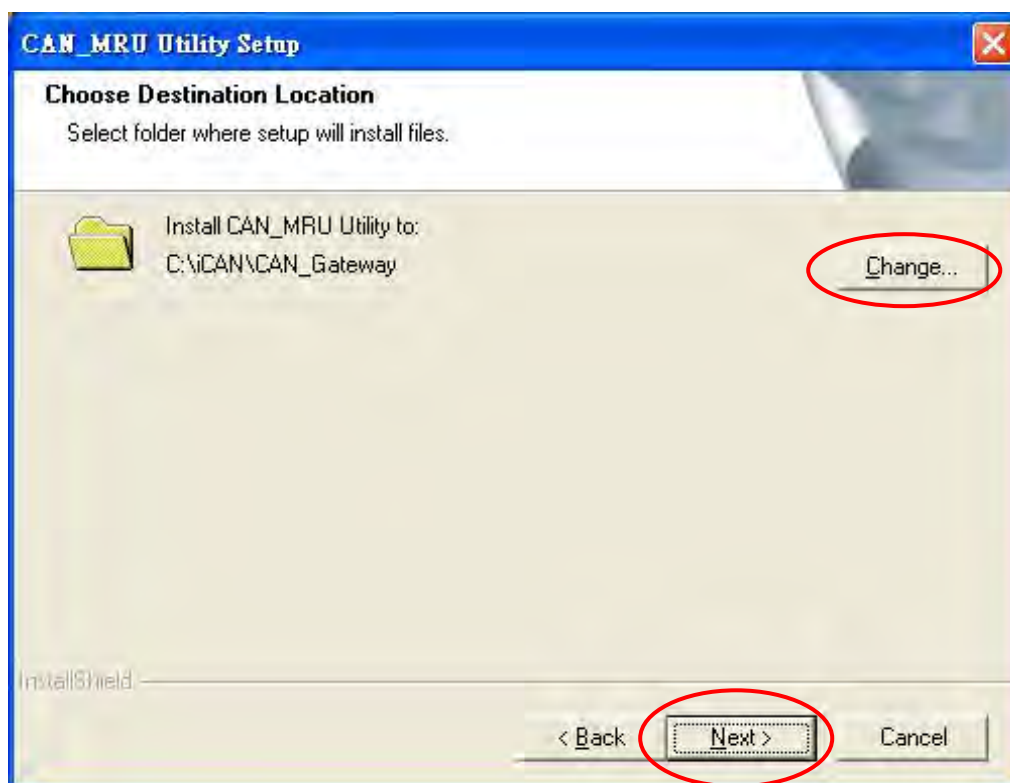 CAN_MRU Utility Setup
Choose Destination Location
Select folder where setup will install files.
Install CAN_MRU Utility to:
C:\iCAN\CAN_Gateway
Change...
InstallShield
< Back
Next >
Cancel